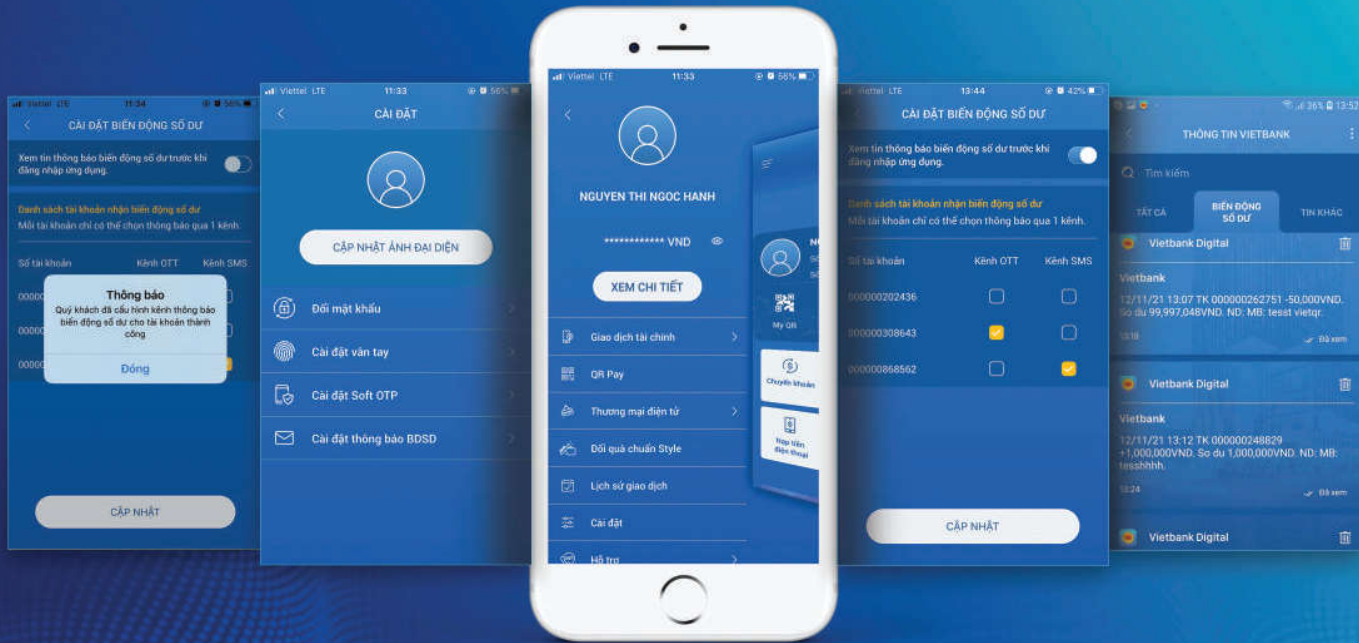 Viettel LTE 11:34 56%
CÀI ĐẶT BIẾN ĐỘNG SỐ DƯ
Xem tin thông báo biến động số dư trước khi
đăng nhập ứng dụng.
Danh sách tài khoản nhận biến động số dư
Mỗi tài khoản chỉ có thể chọn thông báo qua 1 kênh.
Số tài khoản Kênh OTT Kênh SMS
Thông báo
Quý khách đã cấu hình kênh thông báo
biến động số dư cho tài khoản thành
công
Đóng
CẬP NHẬT
Viettel LTE 11:33 56%
CÀI ĐẶT
CẬP NHẬT ẢNH ĐẠI DIỆN
Đổi mật khẩu
Cài đặt vân tay
Cài đặt Soft OTP
Cài đặt thông báo BDSD
Viettel LTE 11:33 56%
NGUYEN THI NGOC HANH
************ VND
XEM CHI TIẾT
Giao dịch tài chính
QR Pay
Thương mại điện tử
Đổi quà chuẩn Style
Lịch sử giao dịch
Cài đặt
Hỗ trợ
My QR
Chuyển khoản
Nạp tiền
điện thoại
Viettel LTE 13:44 42%
CÀI ĐẶT BIẾN ĐỘNG SỐ DƯ
Xem tin thông báo biến động số dư trước khi
đăng nhập ứng dụng.
Danh sách tài khoản nhận biến động số dư
Mỗi tài khoản chỉ có thể chọn thông báo qua 1 kênh.
Số tài khoản Kênh OTT Kênh SMS
000000202436
000000308643
000000868562
CẬP NHẬT
36% 13:52
THÔNG TIN VIETBANK
Tìm kiếm
TẤT CẢ
BIẾN ĐỘNG
SỐ DƯ
TIN KHÁC
Vietbank Digital
Vietbank
12/11/21 13:07 TK 000000262751 -50,000VND.
So du 99,997,048VND. ND: MB: tesst vietqr.
Đã xem
Vietbank Digital
Vietbank
12/11/21 13:12 TK 000000248829
+1,000,000VND. So du 1,000,000VND. ND: MB:
tesshhhh.
13:24 Đã xem
Vietbank Digital